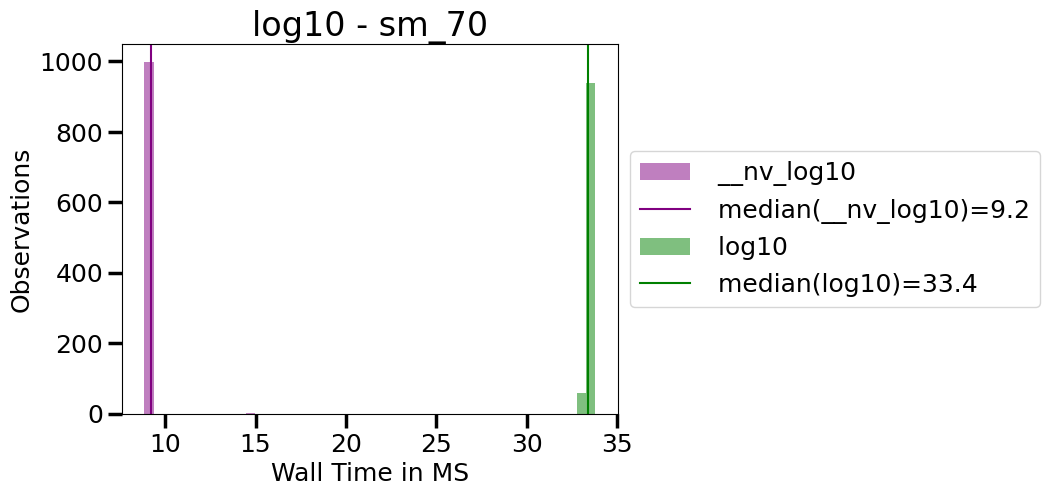 log10 - sm_70
1000
800
600
400
200
0
Observations
10
15
20
25
30
35
Wall Time in MS
__nv_log10
median(__nv_log10)=9.2
log10
median(log10)=33.4